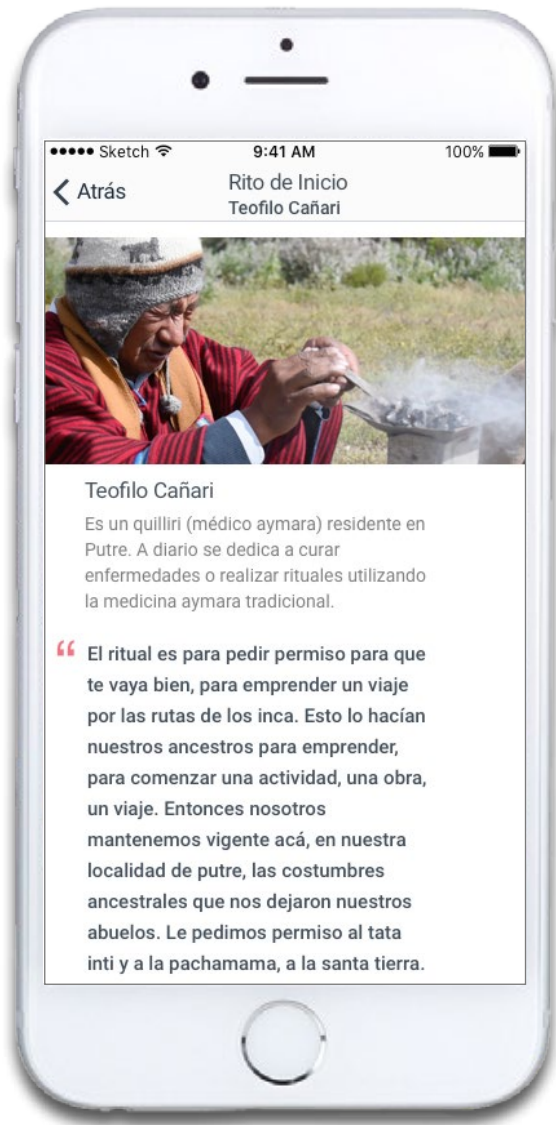 Sketch 9:41 AM 100%
Atrás
Rito de Inicio
Teofilo Cañari
Teofilo Cañari
Es un quilliri (médico aymara) residente en
Putre. A diario se dedica a curar
enfermedades o realizar rituales utilizando
la medicina aymara tradicional.
“ El ritual es para pedir permiso para que
te vaya bien, para emprender un viaje
por las rutas de los inca. Esto lo hacían
nuestros ancestros para emprender,
para comenzar una actividad, una obra,
un viaje. Entonces nosotros
mantenemos vigente acá, en nuestra
localidad de putre, las costumbres
ancestrales que nos dejaron nuestros
abuelos. Le pedimos permiso al tata
inti y a la pachamama, a la santa tierra.